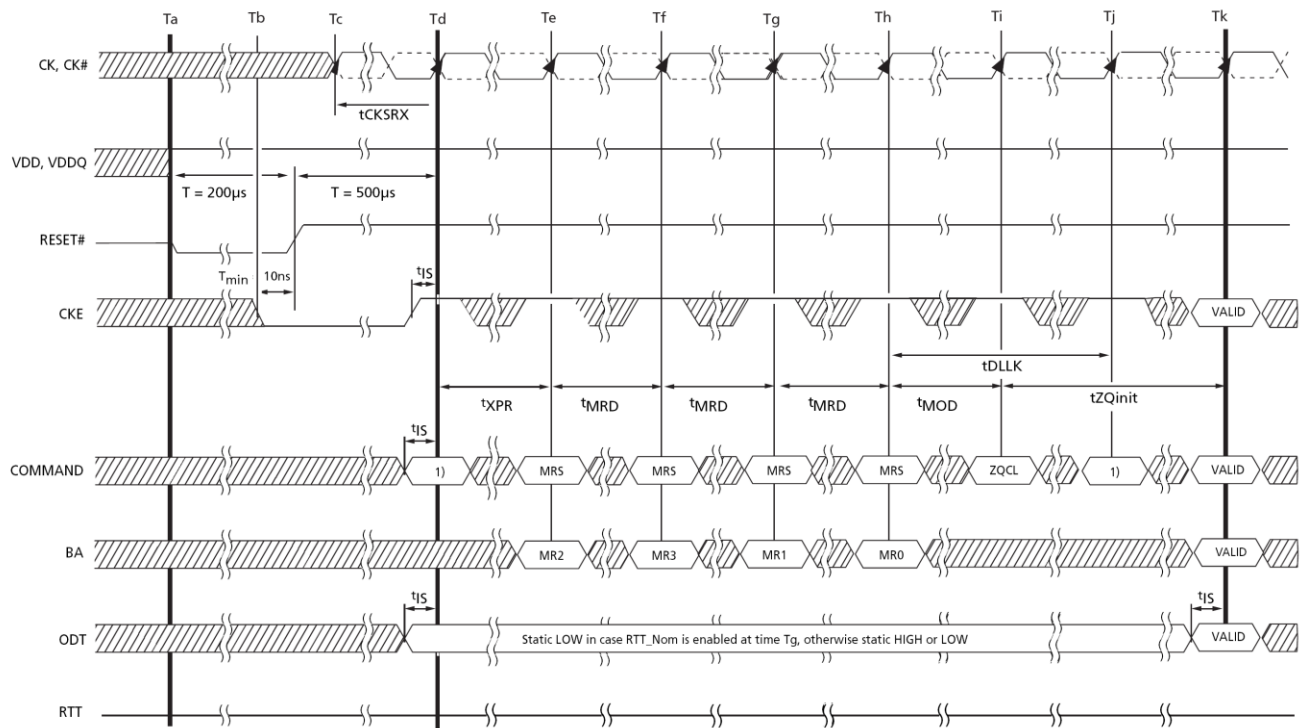 Ta Tb Tc Td Te Tf Tg Th Ti Tj Tk
CK, CK#
tCKSRX
VDD, VDDQ
T = 200µs T = 500µs
RESET#
Tmin 10ns tIS
CKE VALID
tDLLK
tXPR tMRD tMRD tMRD tMOD tZQinit
tIS
COMMAND 1) MRS MRS MRS MRS ZQCL 1) VALID
BA MR2 MR3 MR1 MR0 VALID
tIS tIS
ODT Static LOW in case RTT_Nom is enabled at time Tg, otherwise static HIGH or LOW VALID
RTT